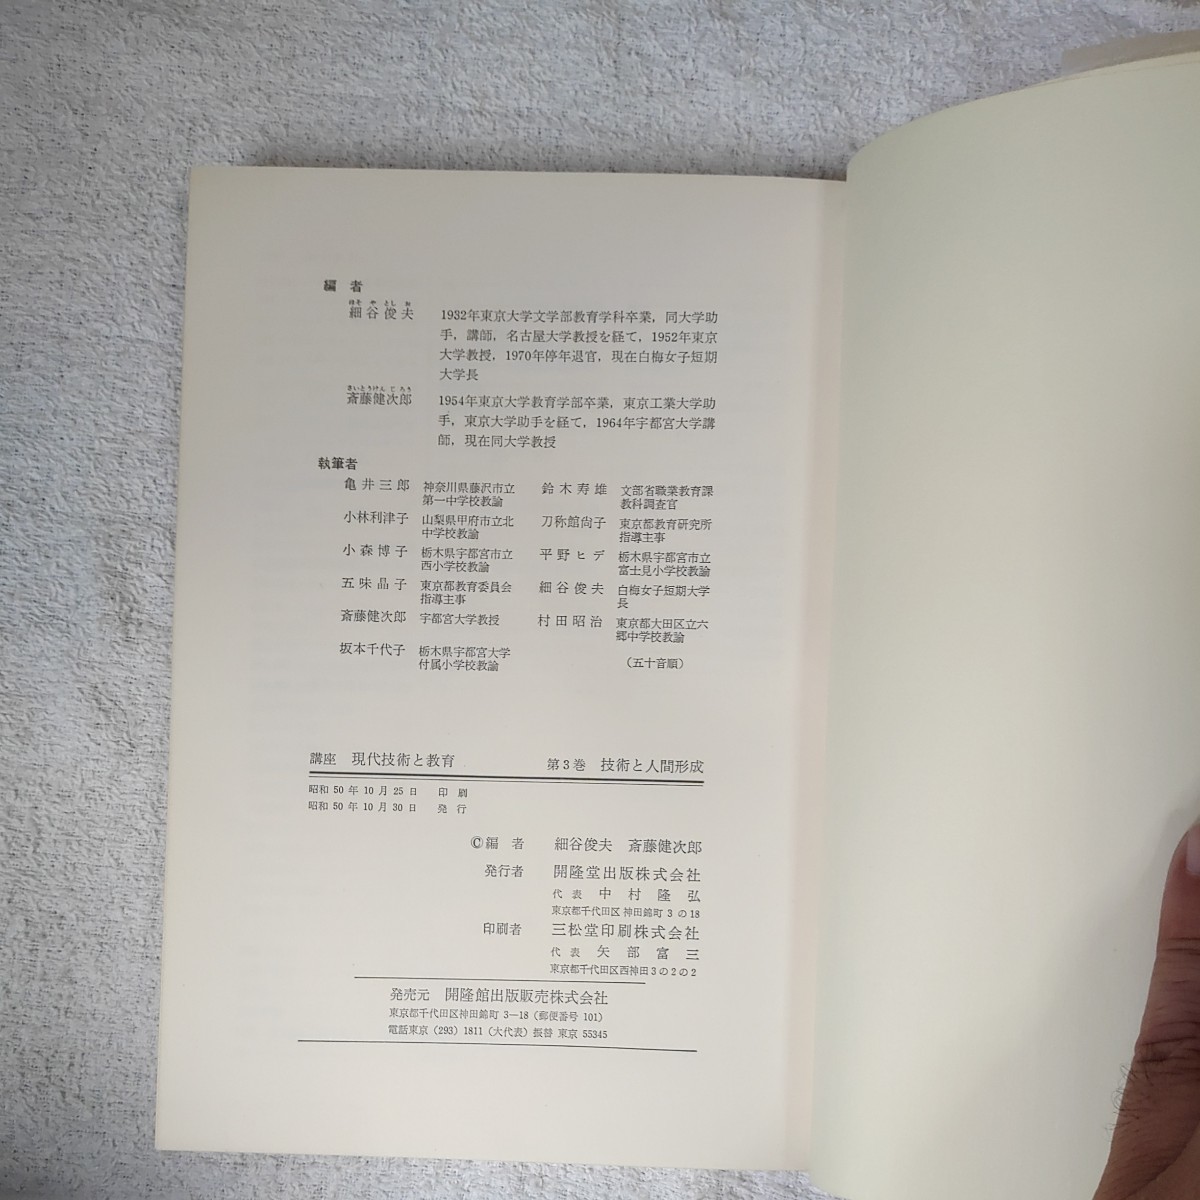 編者
ほそ や とし お
細谷俊夫 1932年東京大学文学部教育学科卒業，同大学助
手，講師，名古屋大学教授を経て，1952年東京
大学教授，1970年停年退官，現在白梅女子短期
大学長
さいとうけん じ ろう
斎藤健次郎 1954年東京大学教育学部卒業，東京工業大学助
手，東京大学助手を経て，1964年宇都宮大学講
師，現在同大学教授
執筆者
亀井三郎 神奈川県藤沢市立
第一中学校教諭
小林利津子 山梨県甲府市立北
中学校教諭
小森博子 栃木県宇都宮市立
西小学校教諭
五味晶子 東京都教育委員会
指導主事
斎藤健次郎 宇都宮大学教授
坂本千代子 栃木県宇都宮大学
付属小学校教諭
鈴木寿雄 文部省職業教育課
教科調査官
刀称館尚子 東京都教育研究所
指導主事
平野ヒデ 栃木県宇都宮市立
富士見小学校教諭
細谷俊夫 白梅女子短期大学
長
村田昭治 東京都大田区立六
郷中学校教諭
（五十音順）
講座 現代技術と教育 第3巻 技術と人間形成
昭和50年10月25日 印刷
昭和50年10月30日 発行
©編者 細谷俊夫 斎藤健次郎
発行者 開隆堂出版株式会社
代表 中村隆弘
東京都千代田区神田錦町3の18
印刷者 三松堂印刷株式会社
代表 矢部富三
東京都千代田区西神田3の2の2
発売元 開隆館出版販売株式会社
東京都千代田区神田錦町3—18（郵便番号101）
電話東京（293）1811（大代表）振替 東京 55345